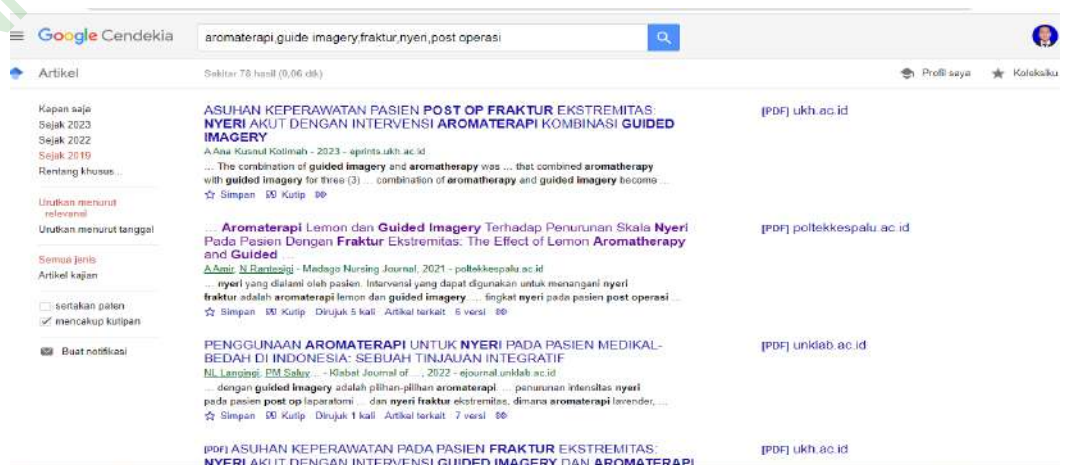 Google Cendekia
aromaterapi,guide imagery,fraktur,nyeri,post operasi
Artikel
Sekitar 78 hasil (0,06 dtk)
Profil saya
Koleksiku
Kapan saja
Sejak 2023
Sejak 2022
Sejak 2019
Rentang khusus...
Urutkan menurut
relevansi
Urutkan menurut tanggal
Semua jenis
Artikel kajian
sertakan paten
mencakup kutipan
Buat notifikasi
ASUHAN KEPERAWATAN PASIEN POST OP FRAKTUR EKSTREMITAS:
NYERI AKUT DENGAN INTERVENSI AROMATERAPI KOMBINASI GUIDED
IMAGERY
A Ana Kusnul Kotimah - 2023 - eprints.ukh.ac.id
... The combination of guided imagery and aromatherapy was ... that combined aromatherapy
with guided imagery for three (3) ... combination of aromatherapy and guided imagery become ...
Simpan Kutip
[PDF] ukh.ac.id
... Aromaterapi Lemon dan Guided Imagery Terhadap Penurunan Skala Nyeri
Pada Pasien Dengan Fraktur Ekstremitas: The Effect of Lemon Aromatherapy
and Guided ...
A Amir, N Rantesigi - Madago Nursing Journal, 2021 - poltekkespalu.ac.id
... nyeri yang dialami oleh pasien. Intervensi yang dapat digunakan untuk menangani nyeri
fraktur adalah aromaterapi lemon dan guided imagery. ... tingkat nyeri pada pasien post operasi ...
Simpan Kutip Dirujuk 5 kali Artikel terkait 6 versi
[PDF] poltekkespalu.ac.id
PENGGUNAAN AROMATERAPI UNTUK NYERI PADA PASIEN MEDIKAL-
BEDAH DI INDONESIA: SEBUAH TINJAUAN INTEGRATIF
NL Langingi, PM Saluy... - Klabat Journal of ..., 2022 - ejournal.unklab.ac.id
... dengan guided imagery adalah pilihan-pilihan aromaterapi. ... penurunan intensitas nyeri
pada pasien post op laparatomi ... dan nyeri fraktur ekstremitas, dimana aromaterapi lavender, ...
Simpan Kutip Dirujuk 1 kali Artikel terkait 7 versi
[PDF] unklab.ac.id
[PDF] ASUHAN KEPERAWATAN PADA PASIEN FRAKTUR EKSTREMITAS:
NYERI AKUT DENGAN INTERVENSI GUIDED IMAGERY DAN AROMATERAPI
[PDF] ukh.ac.id